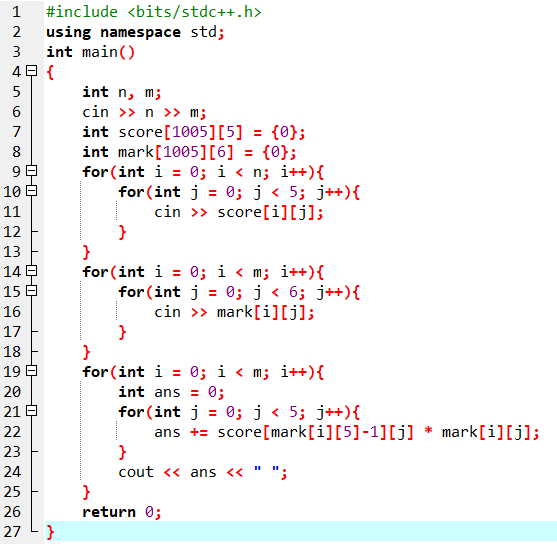 1 #include <bits/stdc++.h>
2 using namespace std;
3 int main()
4 {
5     int n, m;
6     cin >> n >> m;
7     int score[1005][5] = {0};
8     int mark[1005][6] = {0};
9     for(int i = 0; i < n; i++){
10         for(int j = 0; j < 5; j++){
11             cin >> score[i][j];
12         }
13     }
14     for(int i = 0; i < m; i++){
15         for(int j = 0; j < 6; j++){
16             cin >> mark[i][j];
17         }
18     }
19     for(int i = 0; i < m; i++){
20         int ans = 0;
21         for(int j = 0; j < 5; j++){
22             ans += score[mark[i][5]-1][j] * mark[i][j];
23         }
24         cout << ans << " ";
25     }
26     return 0;
27 }